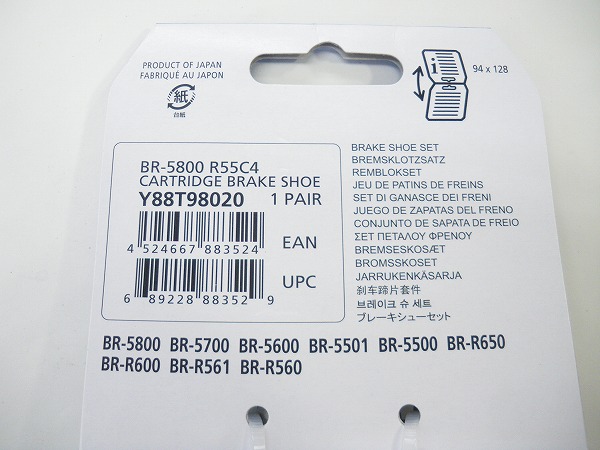 PRODUCT OF JAPAN
FABRIQUÉ AU JAPON
紙
台紙
i
94 x 128
BR-5800 R55C4
CARTRIDGE BRAKE SHOE
Y88T98020 1 PAIR
4 524667 883524
EAN
6 89228 88352 9
UPC
BRAKE SHOE SET
BREMSKLOTZSATZ
REMBLOKSET
JEU DE PATINS DE FREINS
SET DI GANASCE DEI FRENI
JUEGO DE ZAPATAS DEL FRENO
CONJUNTO DE SAPATA DE FREIO
ΣΕΤ ΠΕΤΑΛΟΥ ΦΡΕΝΟΥ
BREMSESKOSÆT
BROMSSKOSET
JARRUKENKÄSARJA
刹车蹄片套件
브레이크 슈 세트
ブレーキシューセット
BR-5800 BR-5700 BR-5600 BR-5501 BR-5500 BR-R650
BR-R600 BR-R561 BR-R560